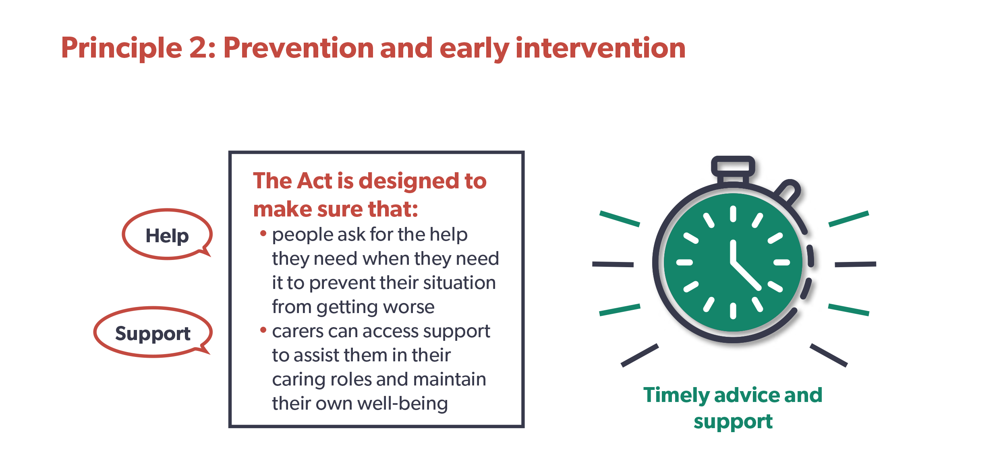 Principle 2: Prevention and early intervention
Help
Support
The Act is designed to
make sure that:
• people ask for the help
they need when they need
it to prevent their situation
from getting worse
• carers can access support
to assist them in their
caring roles and maintain
their own well-being
Timely advice and
support